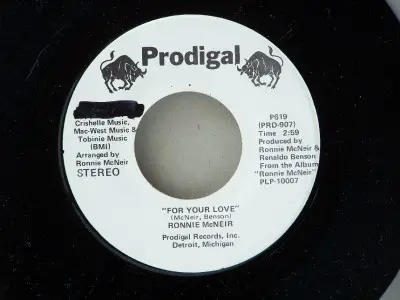 Prodigal
Crishelle Music,
Mac-West Music &
Tobinie Music
(BMI)
Arranged by
Ronnie McNeir
STEREO
P619
(PRD-907)
Time 2:59
Produced by
Ronnie McNeir &
Renaldo Benson
From the Album
"Ronnie McNeir"
PLP-10007
"FOR YOUR LOVE"
(McNeir, Benson)
RONNIE McNEIR
Prodigal Records, Inc.
Detroit, Michigan